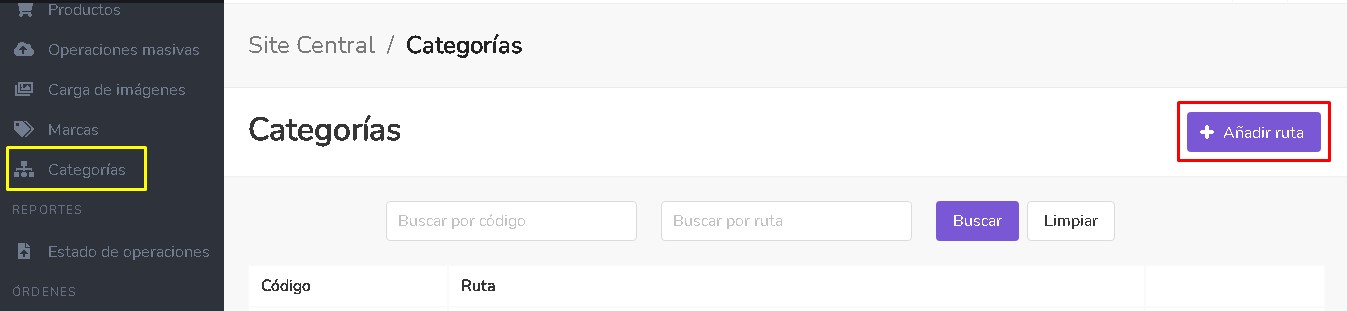 Productos
Operaciones masivas
Carga de imágenes
Marcas
Categorías
REPORTES
Estado de operaciones
ÓRDENES
Site Central / Categorías
Categorías
+ Añadir ruta
Buscar por código
Buscar por ruta
Buscar
Limpiar
Código
Ruta